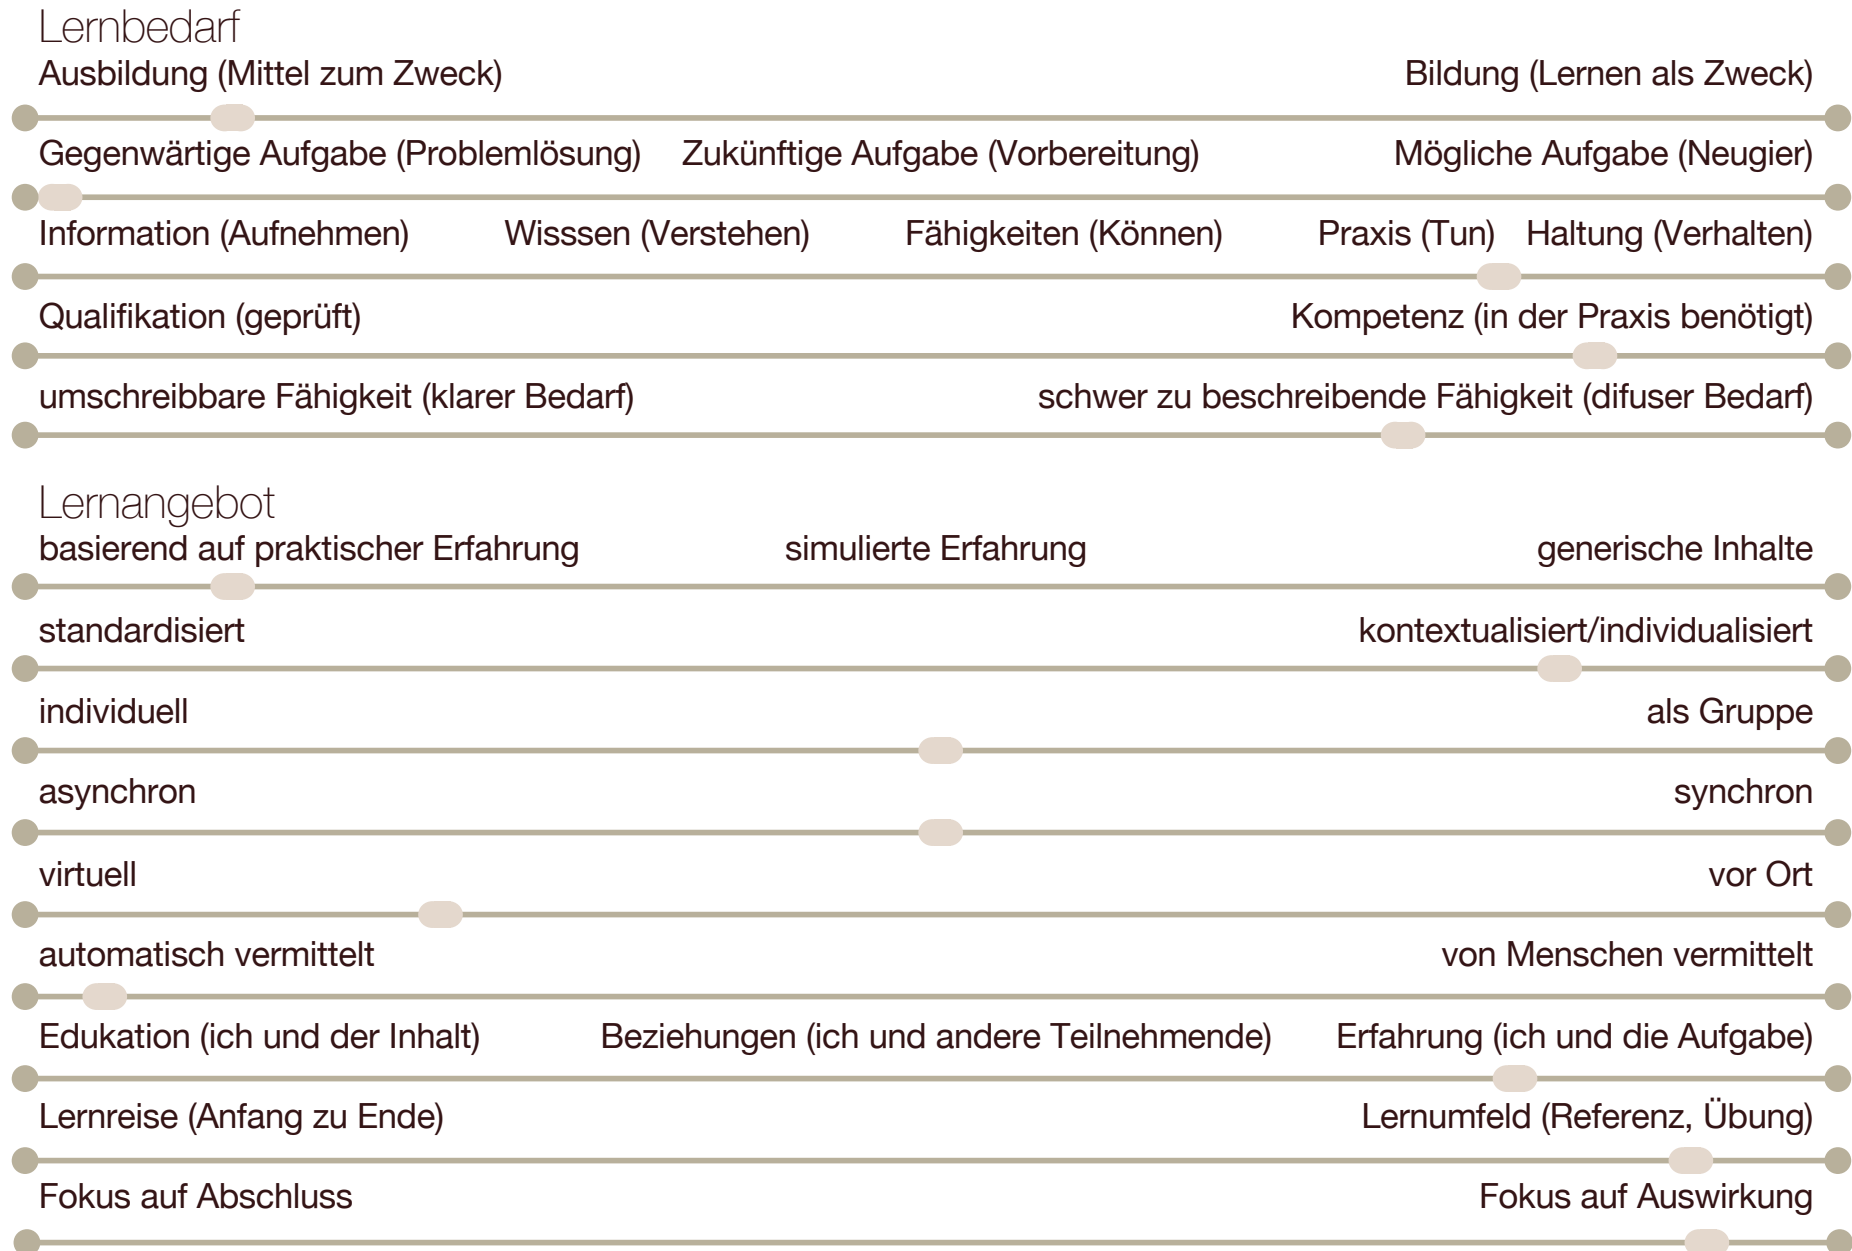 Lernbedarf
Ausbildung (Mittel zum Zweck) Bildung (Lernen als Zweck)
Gegenwärtige Aufgabe (Problemlösung) Zukünftige Aufgabe (Vorbereitung) Mögliche Aufgabe (Neugier)
Information (Aufnehmen) Wisssen (Verstehen) Fähigkeiten (Können) Praxis (Tun) Haltung (Verhalten)
Qualifikation (geprüft) Kompetenz (in der Praxis benötigt)
umschreibbare Fähigkeit (klarer Bedarf) schwer zu beschreibende Fähigkeit (difuser Bedarf)
Lernangebot
basierend auf praktischer Erfahrung simulierte Erfahrung generische Inhalte
standardisiert kontextualisiert/individualisiert
individuell als Gruppe
asynchron synchron
virtuell vor Ort
automatisch vermittelt von Menschen vermittelt
Edukation (ich und der Inhalt) Beziehungen (ich und andere Teilnehmende) Erfahrung (ich und die Aufgabe)
Lernreise (Anfang zu Ende) Lernumfeld (Referenz, Übung)
Fokus auf Abschluss Fokus auf Auswirkung